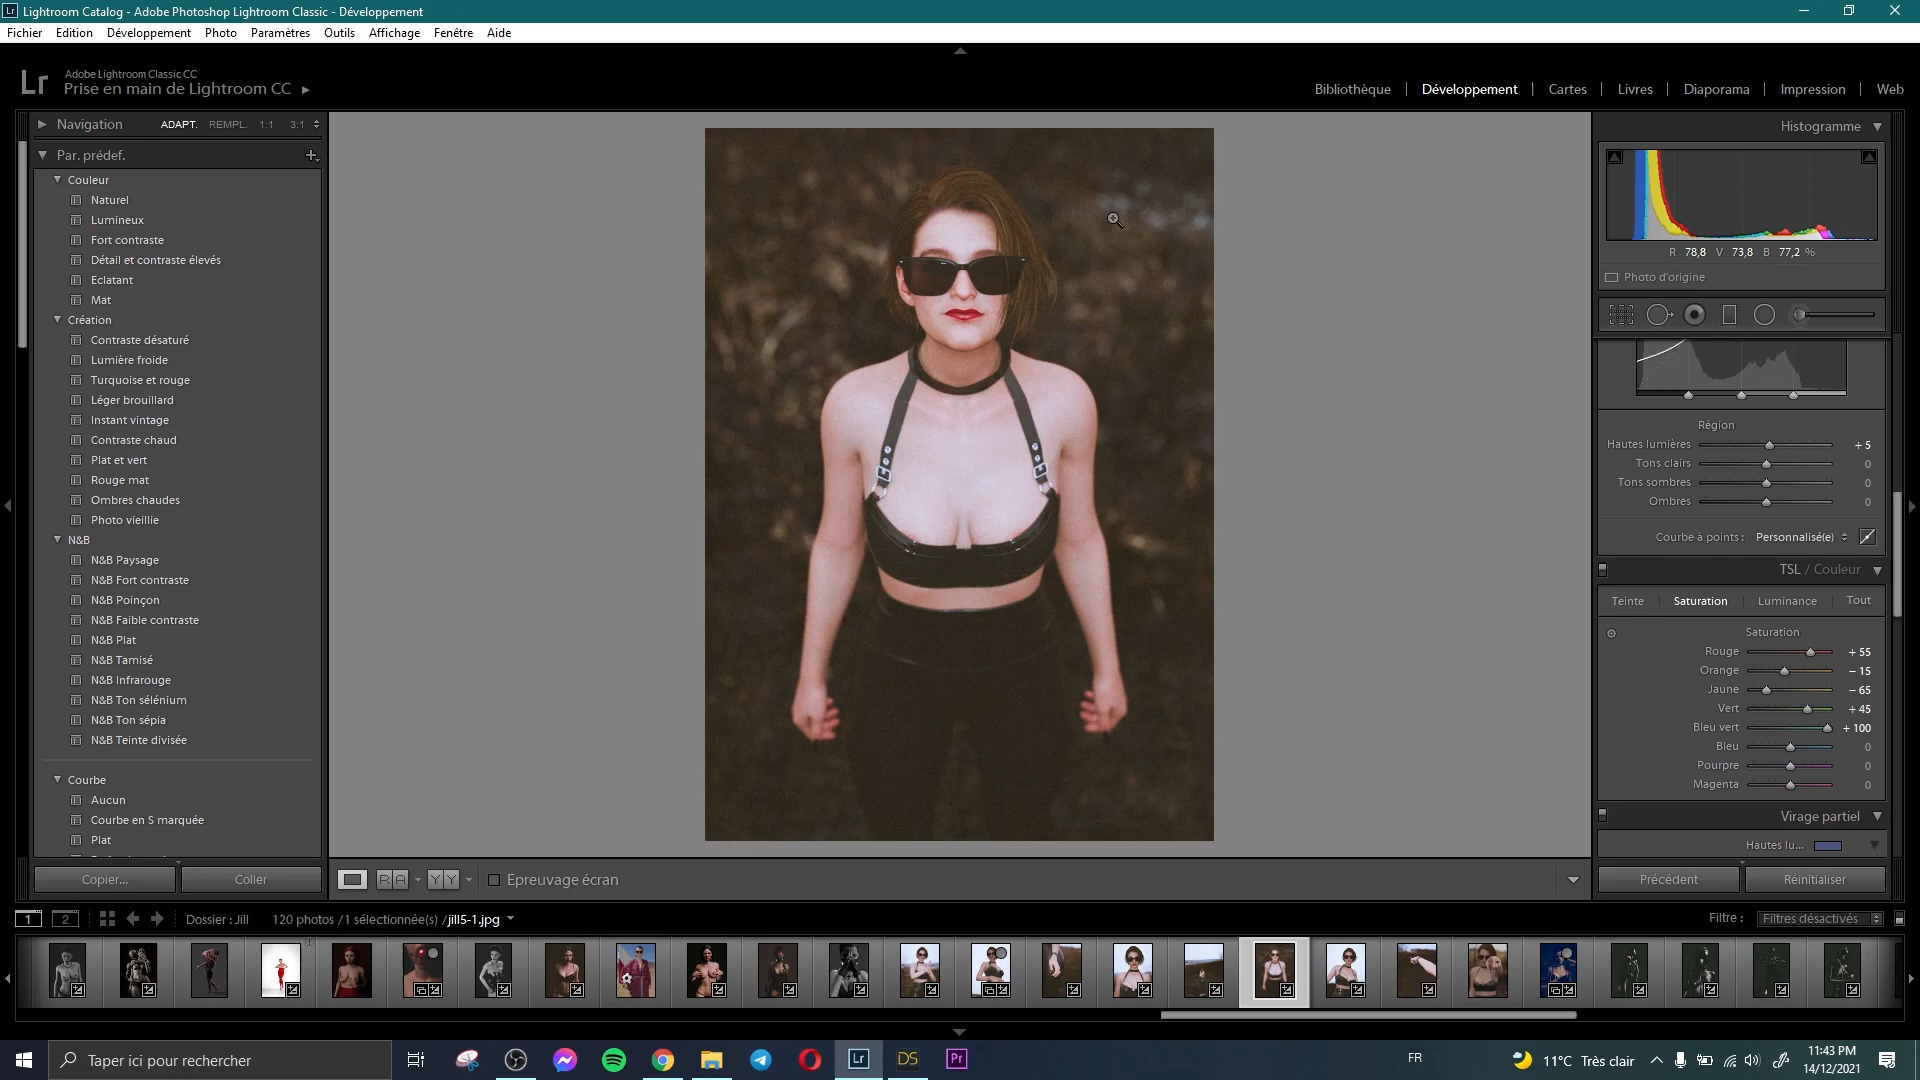 Lightroom Catalog - Adobe Photoshop Lightroom Classic - Développement
Fichier Edition Développement Photo Paramètres Outils Affichage Fenêtre Aide
Lr Adobe Lightroom Classic CC
Prise en main de Lightroom CC
Bibliothèque | Développement | Cartes | Livres | Diaporama | Impression | Web
Navigation ADAPT. REMPL. 1:1 3:1
Par. prédef.
Couleur
Naturel
Lumineux
Fort contraste
Détail et contraste élevés
Eclatant
Mat
Création
Contraste désaturé
Lumière froide
Turquoise et rouge
Léger brouillard
Instant vintage
Contraste chaud
Plat et vert
Rouge mat
Ombres chaudes
Photo vieillie
N&B
N&B Paysage
N&B Fort contraste
N&B Poinçon
N&B Faible contraste
N&B Plat
N&B Tamisé
N&B Infrarouge
N&B Ton sélénium
N&B Ton sépia
N&B Teinte divisée
Courbe
Aucun
Courbe en S marquée
Plat
Copier... Coller
Histogramme
R 78,8 V 73,8 B 77,2 %
Photo d'origine
Région
Hautes lumières + 5
Tons clairs 0
Tons sombres 0
Ombres 0
Courbe à points : Personnalisé(e)
TSL / Couleur
Teinte Saturation Luminance Tout
Saturation
Rouge + 55
Orange – 15
Jaune – 65
Vert + 45
Bleu vert + 100
Bleu 0
Pourpre 0
Magenta 0
Virage partiel
Hautes lu...
Précédent Réinitialiser
R A Y Y Epreuvage écran
1 2 Dossier : Jill 120 photos /1 sélectionnée(s) /jill5-1.jpg
Filtre : Filtres désactivés
Taper ici pour rechercher
Lr DS Pr
FR
11°C Très clair
11:43 PM
14/12/2021